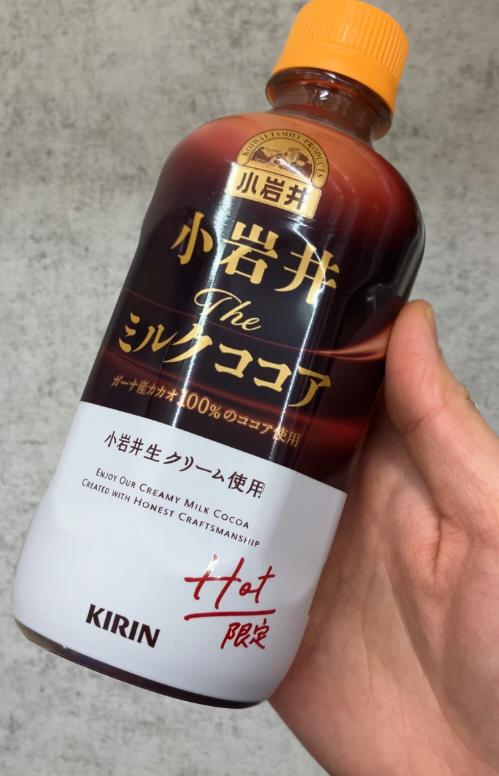 KOIWAI FAMILY PRODUCTS
小岩井
小岩井
The
ミルクココア
ガーナ産カカオ100%のココア使用
小岩井生クリーム使用
ENJOY OUR CREAMY MILK COCOA
CREATED WITH HONEST CRAFTSMANSHIP
Hot
限定
KIRIN